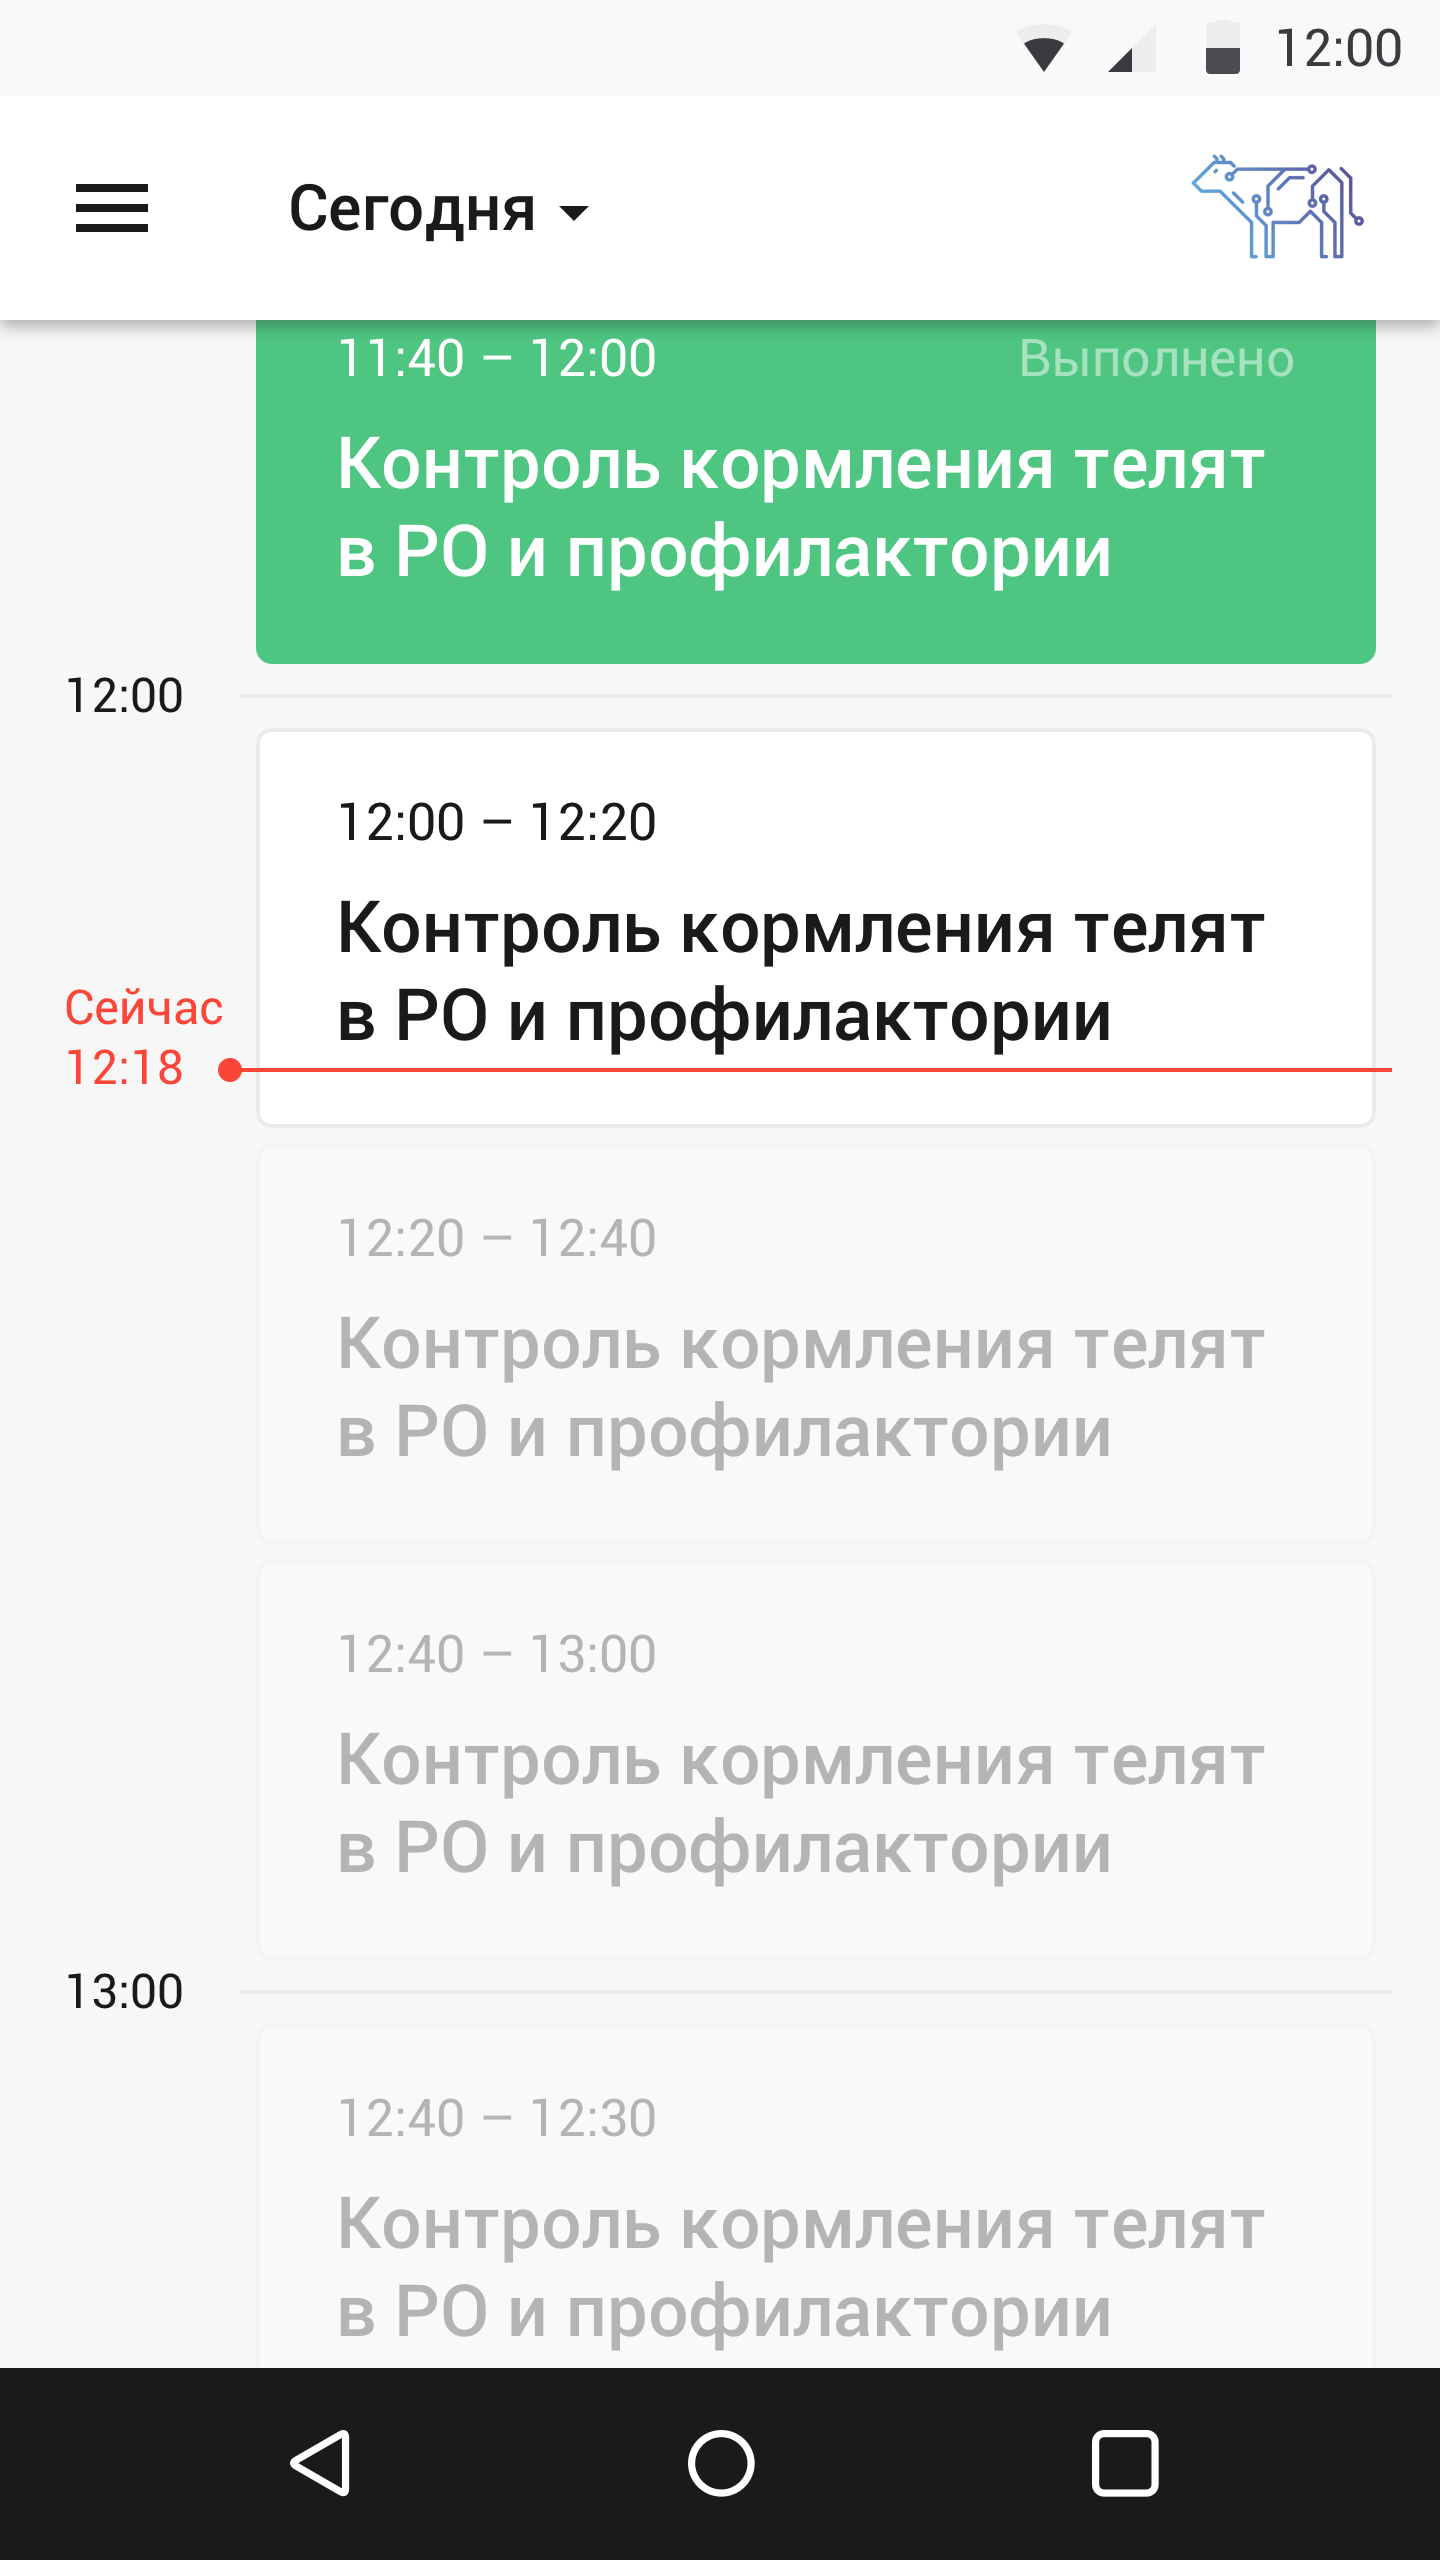 12:00
Сегодня
11:40 – 12:00 Выполнено
Контроль кормления телят
в РО и профилактории
12:00
12:00 – 12:20
Контроль кормления телят
в РО и профилактории
Сейчас
12:18
12:20 – 12:40
Контроль кормления телят
в РО и профилактории
12:40 – 13:00
Контроль кормления телят
в РО и профилактории
13:00
12:40 – 12:30
Контроль кормления телят
в РО и профилактории